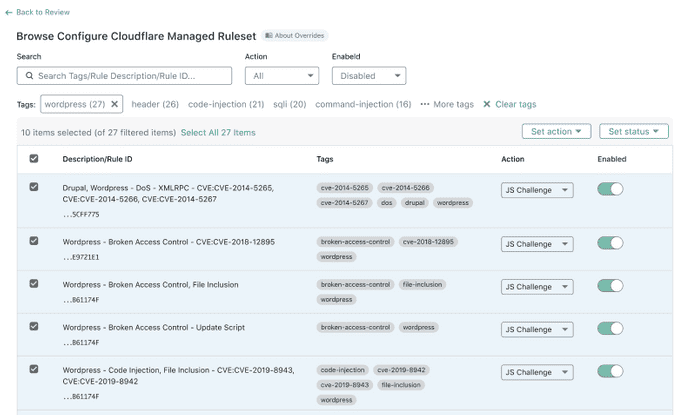 ← Back to Review
Browse Configure Cloudflare Managed Ruleset About Overrides
Search Action Enabeld
Search Tags/Rule Description/Rule ID... All Disabled
Tags: wordpress (27) ✕ header (26) code-injection (21) sqli (20) command-injection (16) ••• More tags ✕ Clear tags
10 items selected (of 27 filtered items) Select All 27 Items Set action Set status
Description/Rule ID Tags Action Enabled
Drupal, Wordpress - DoS - XMLRPC - CVE:CVE-2014-5265, cve-2014-5265 cve-2014-5266 JS Challenge
CVE:CVE-2014-5266, CVE:CVE-2014-5267 cve-2014-5267 dos drupal wordpress
...5CFF775
Wordpress - Broken Access Control - CVE:CVE-2018-12895 broken-access-control cve-2018-12895 JS Challenge
...E9721E1 wordpress
Wordpress - Broken Access Control, File Inclusion broken-access-control file-inclusion JS Challenge
...B61174F wordpress
Wordpress - Broken Access Control - Update Script broken-access-control wordpress JS Challenge
...B61174F
Wordpress - Code Injection, File Inclusion - CVE:CVE-2019-8943, code-injection cve-2019-8942 JS Challenge
CVE:CVE-2019-8942 cve-2019-8943 file-inclusion
...B61174F wordpress